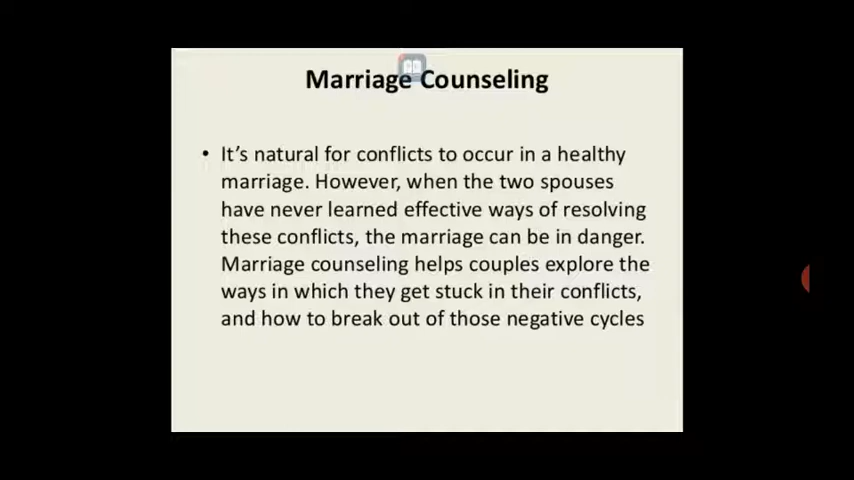 Marriage Counseling
• It's natural for conflicts to occur in a healthy
marriage. However, when the two spouses
have never learned effective ways of resolving
these conflicts, the marriage can be in danger.
Marriage counseling helps couples explore the
ways in which they get stuck in their conflicts,
and how to break out of those negative cycles